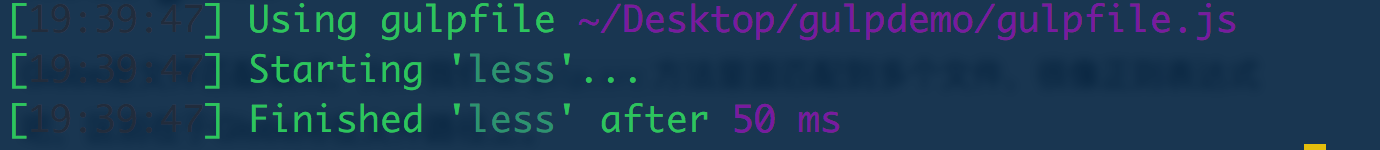 [19:39:47] Using gulpfile ~/Desktop/gulpdemo/gulpfile.js
[19:39:47] Starting 'less'...
[19:39:47] Finished 'less' after 50 ms